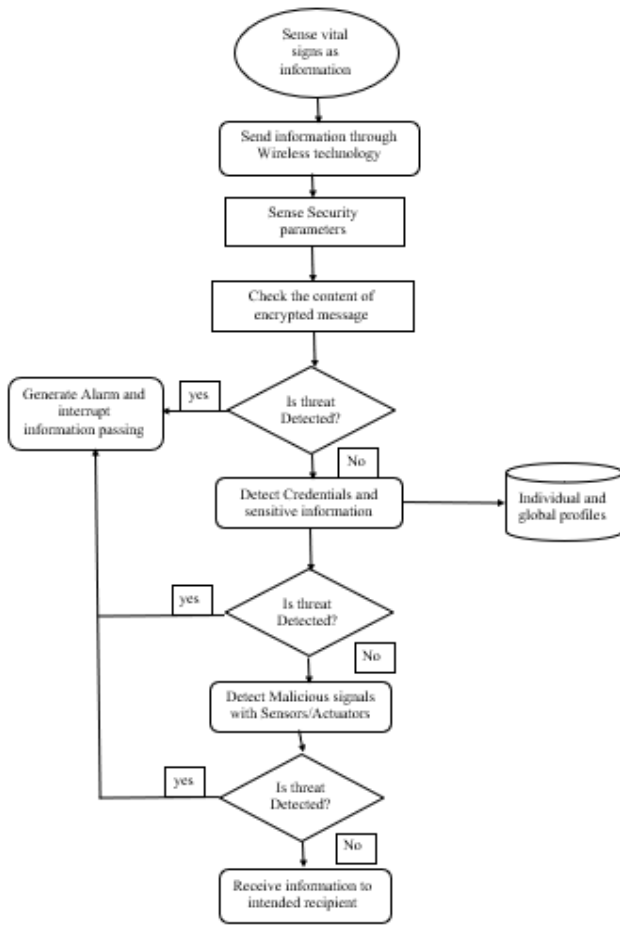 Sense vital
signs as
information
Send information through
Wireless technology
Sense Security
parameters
Check the content of
encrypted message
Is threat
Detected?
yes
Generate Alarm and
interrupt
information passing
No
Detect Credentials and
sensitive information
Individual and
global profiles
Is threat
Detected?
yes
No
Detect Malicious signals
with Sensors/Actuators
Is threat
Detected?
yes
No
Receive information to
intended recipient